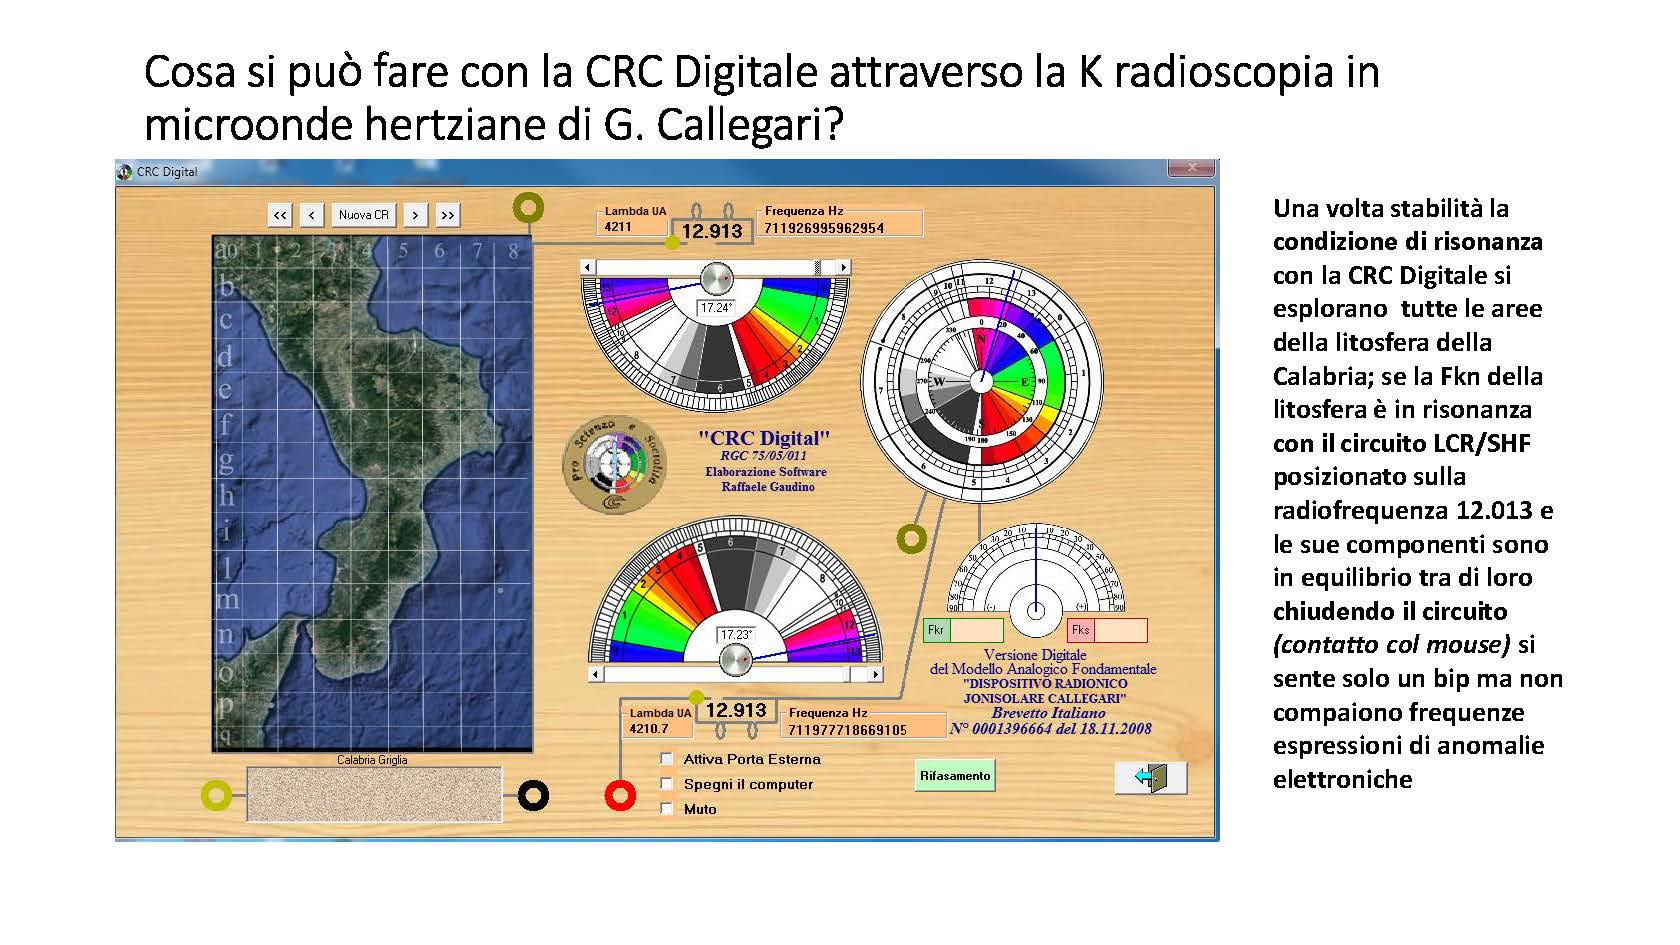 Cosa si può fare con la CRC Digitale attraverso la K radioscopia in
microonde hertziane di G. Callegari?
CRC Digital
<< < Nuova CR > >>
a0 1 2 3 4 5 6 7 8
b
c
d
e
f
g
h
i
l
m
n
o
p
q
Calabria Griglia
Lambda UA
4211
12.913
Frequenza Hz
711926995962954
17.24°
Pro Scienza e Socialità
"CRC Digital"
RGC 75/05/011
Elaborazione Software
Raffaele Gaudino
17.23°
Lambda UA
4210.7
12.913
Frequenza Hz
711977718669105
N
E
S
W
(-) (+)
Fkr
Fks
Versione Digitale
del Modello Analogico Fondamentale
"DISPOSITIVO RADIONICO
JONISOLARE CALLEGARI"
Brevetto Italiano
N° 0001396664 del 18.11.2008
Attiva Porta Esterna
Spegni il computer
Muto
Rifasamento
Una volta stabilità la
condizione di risonanza
con la CRC Digitale si
esplorano tutte le aree
della litosfera della
Calabria; se la Fkn della
litosfera è in risonanza
con il circuito LCR/SHF
posizionato sulla
radiofrequenza 12.013 e
le sue componenti sono
in equilibrio tra di loro
chiudendo il circuito
(contatto col mouse) si
sente solo un bip ma non
compaiono frequenze
espressioni di anomalie
elettroniche